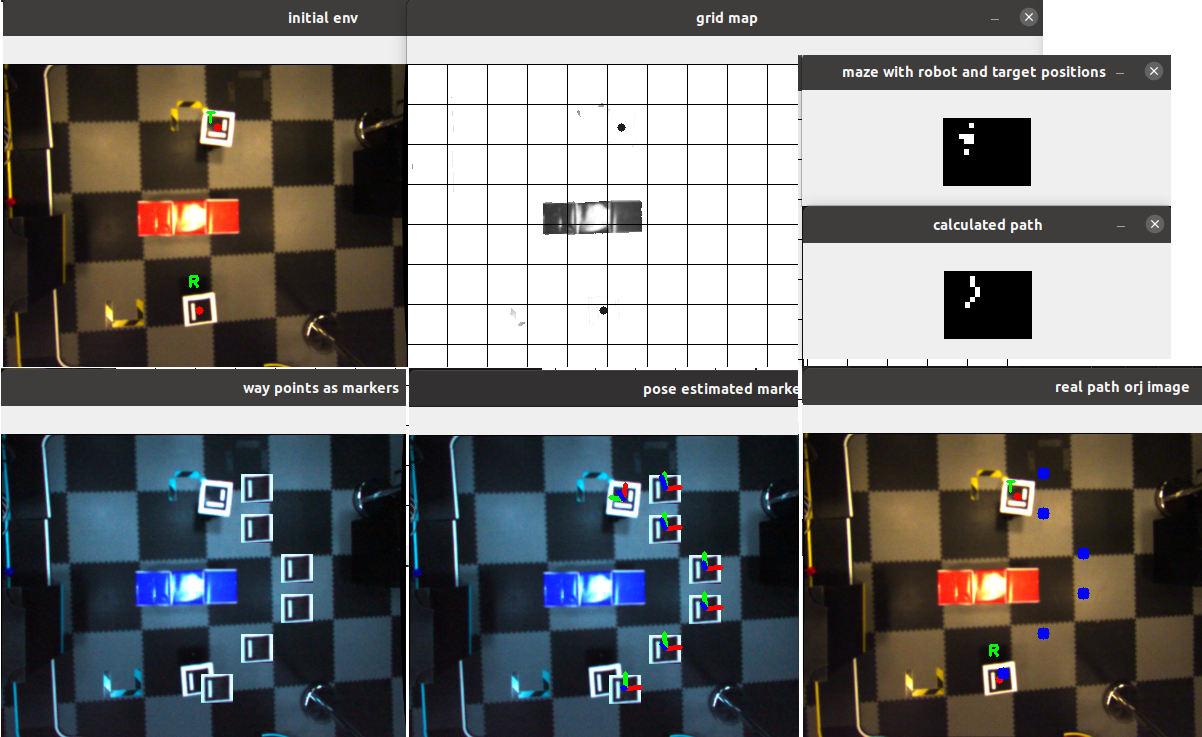 initial env
grid map
maze with robot and target positions
T
R
calculated path
way points as markers
pose estimated marke
real path orj image
T
R